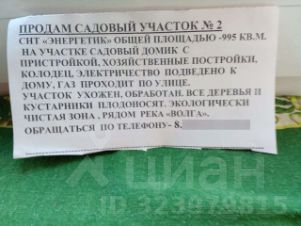 ПРОДАМ САДОВЫЙ УЧАСТОК № 2
СНТ «ЭНЕРГЕТИК» ОБЩЕЙ ПЛОЩАДЬЮ -995 КВ.М.
НА УЧАСТКЕ САДОВЫЙ ДОМИК С
ПРИСТРОЙКОЙ, ХОЗЯЙСТВЕННЫЕ ПОСТРОЙКИ,
КОЛОДЕЦ, ЭЛЕКТРИЧЕСТВО ПОДВЕДЕНО К
ДОМУ, ГАЗ ПРОХОДИТ ПО УЛИЦЕ.
УЧАСТОК УХОЖЕН, ОБРАБОТАН. ВСЕ ДЕРЕВЬЯ И
КУСТАРНИКИ ПЛОДОНОСЯТ. ЭКОЛОГИЧЕСКИ
ЧИСТАЯ ЗОНА , РЯДОМ РЕКА «ВОЛГА».
ОБРАЩАТЬСЯ ПО ТЕЛЕФОНУ- 8.
циан
ID 323979815